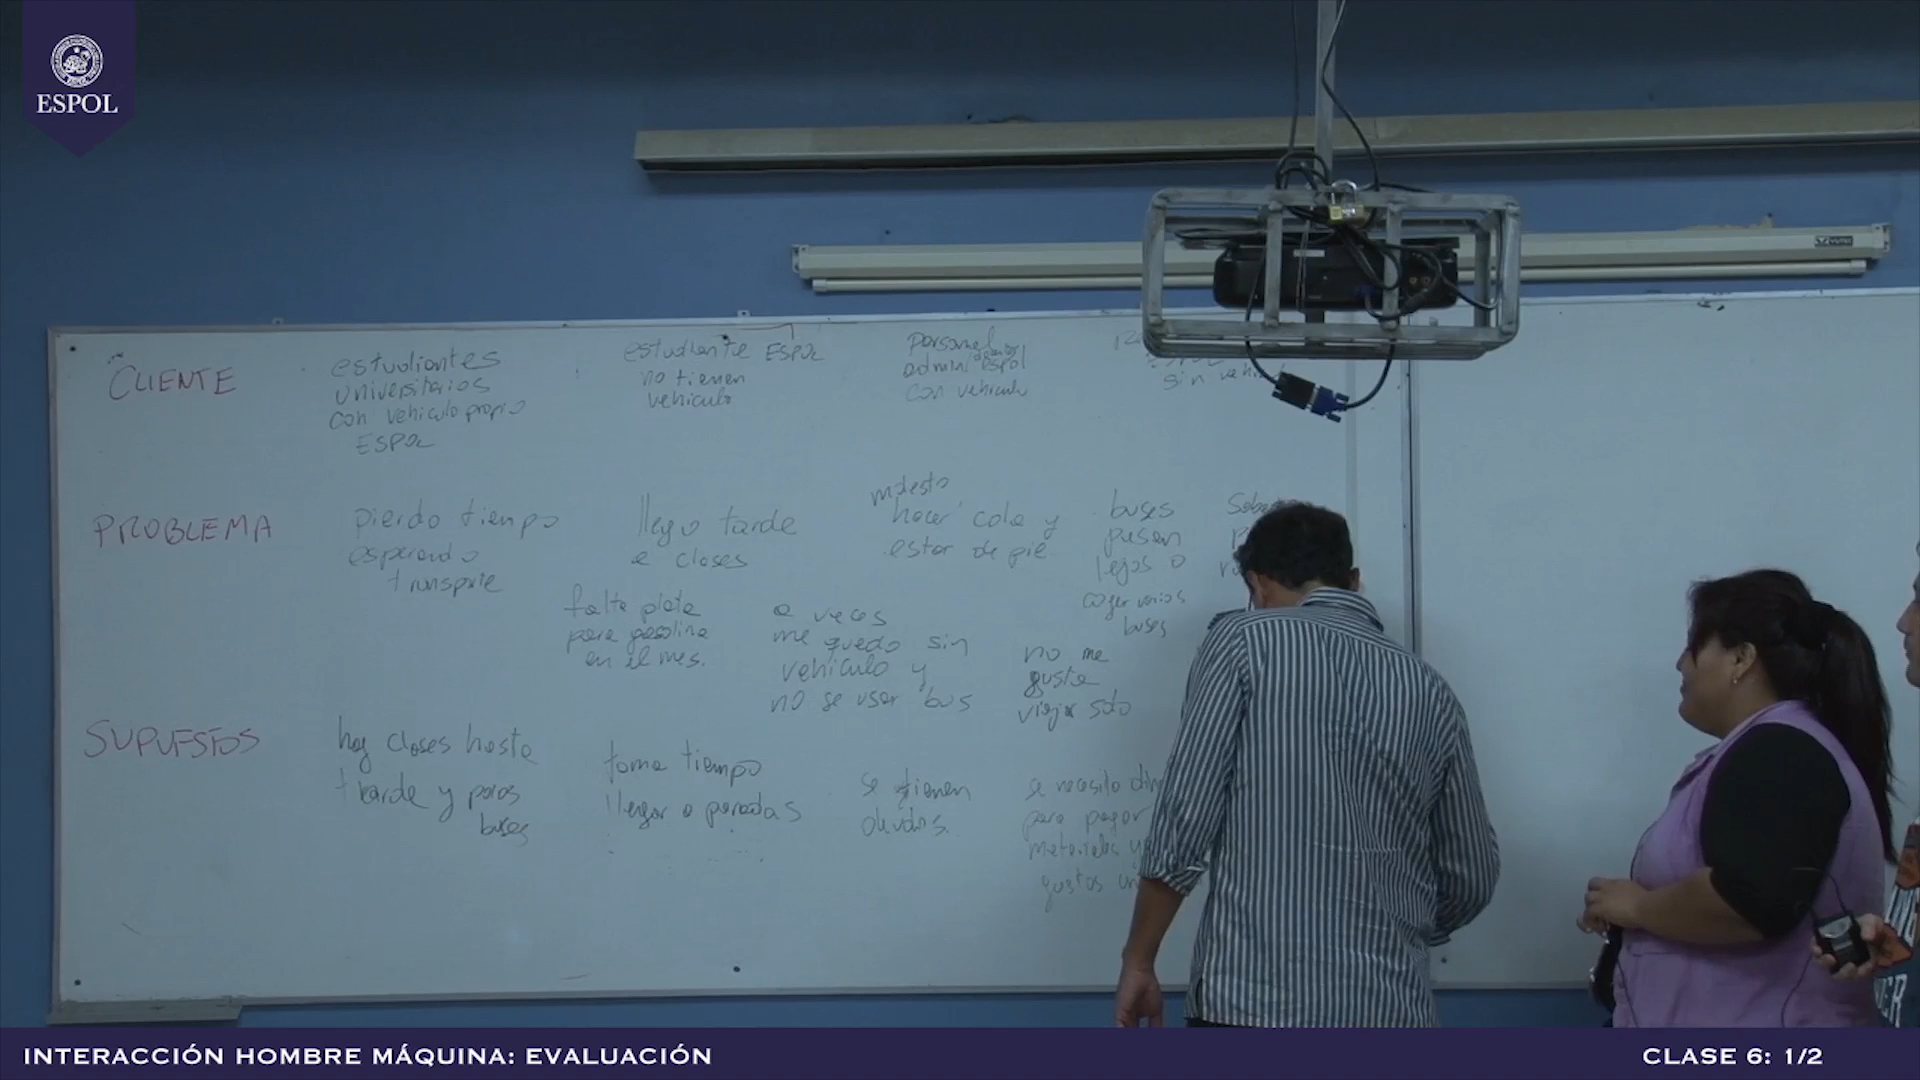 ESPOL
CLIENTE
estudiantes
universitarios
con vehiculo propio
ESPOL
estudiante ESPOL
no tienen
vehiculo
personal
admin ESPOL
con vehiculo
sin
PROBLEMA
pierdo tiempo
esperando
transporte
llego tarde
a clases
molesto
hacer cola y
estar de pie
buses
pasan
lejos o
coger varios
buses
falta plata
para gasolina
en el mes.
a veces
me quedo sin
vehiculo y
no se usar bus
no me
gusta
viajar solo
SUPUESTOS
hay clases hasta
tarde y pocos
buses
toma tiempo
llegar a paradas
se tienen
se necesita
para pagar
materiales y
gustos
INTERACCIÓN HOMBRE MÁQUINA: EVALUACIÓN
CLASE 6: 1/2